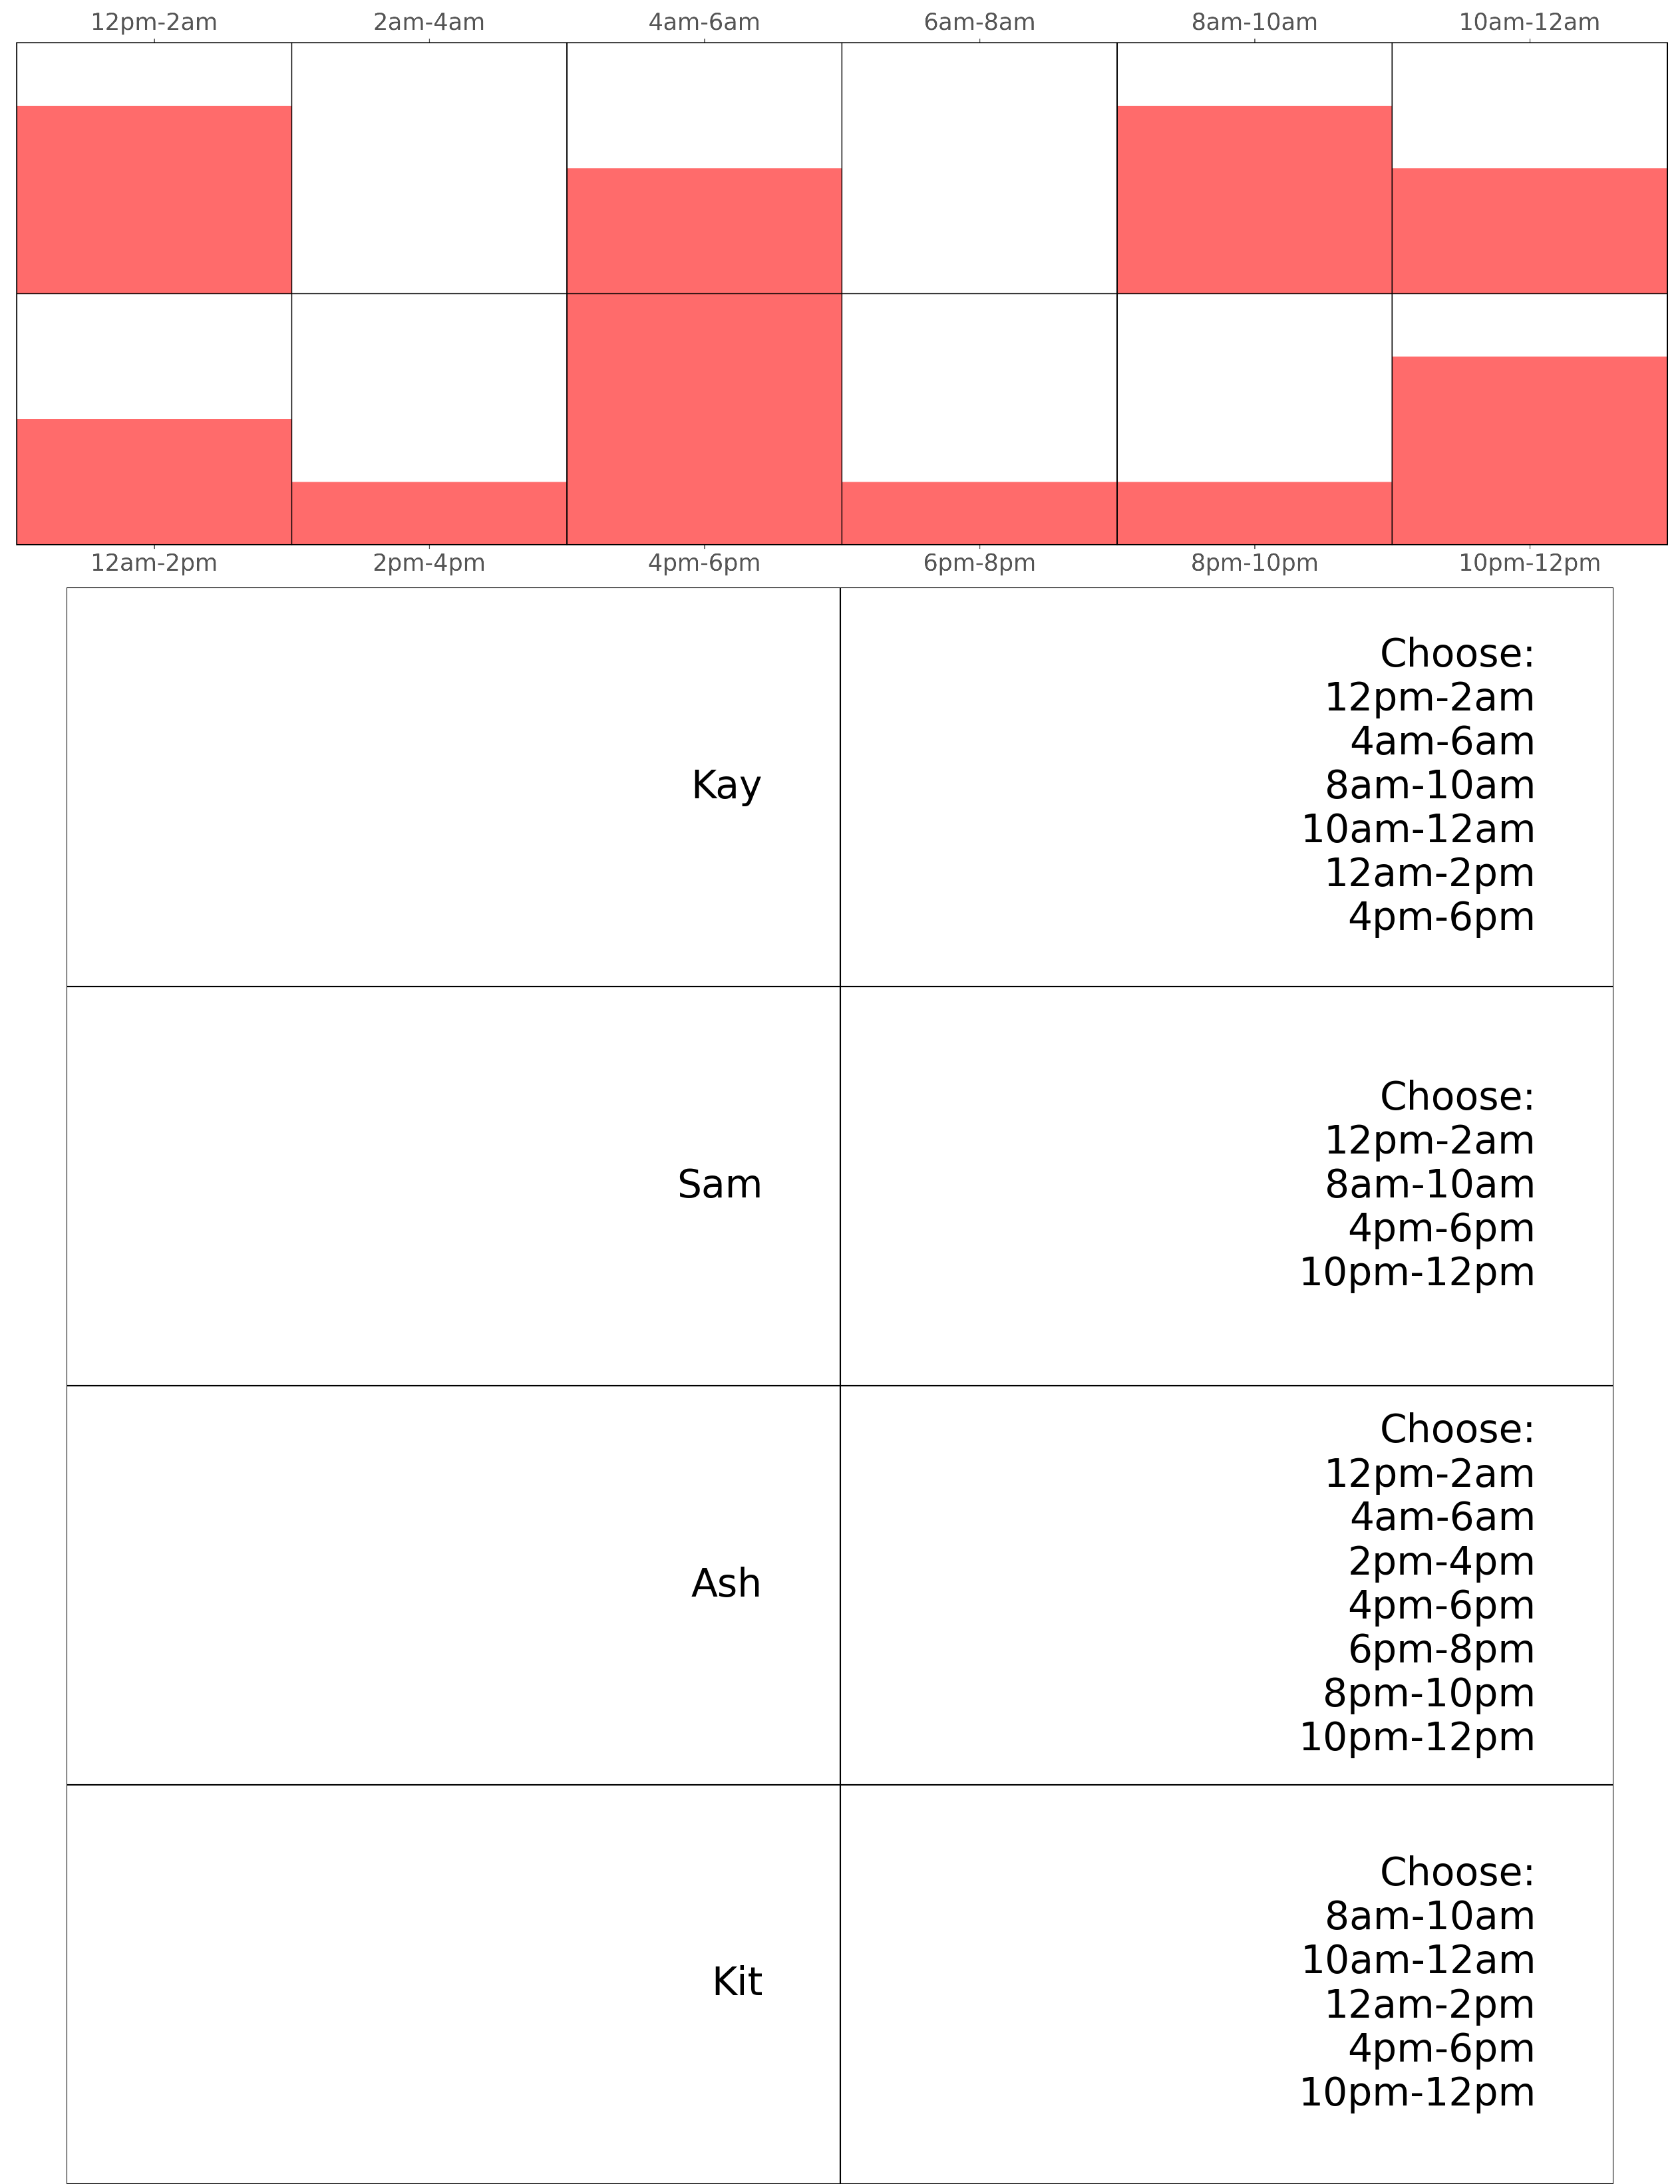 12pm-2am 2am-4am 4am-6am 6am-8am 8am-10am 10am-12am
12am-2pm 2pm-4pm 4pm-6pm 6pm-8pm 8pm-10pm 10pm-12pm
Kay
Choose:
12pm-2am
4am-6am
8am-10am
10am-12am
12am-2pm
4pm-6pm
Sam
Choose:
12pm-2am
8am-10am
4pm-6pm
10pm-12pm
Ash
Choose:
12pm-2am
4am-6am
2pm-4pm
4pm-6pm
6pm-8pm
8pm-10pm
10pm-12pm
Kit
Choose:
8am-10am
10am-12am
12am-2pm
4pm-6pm
10pm-12pm